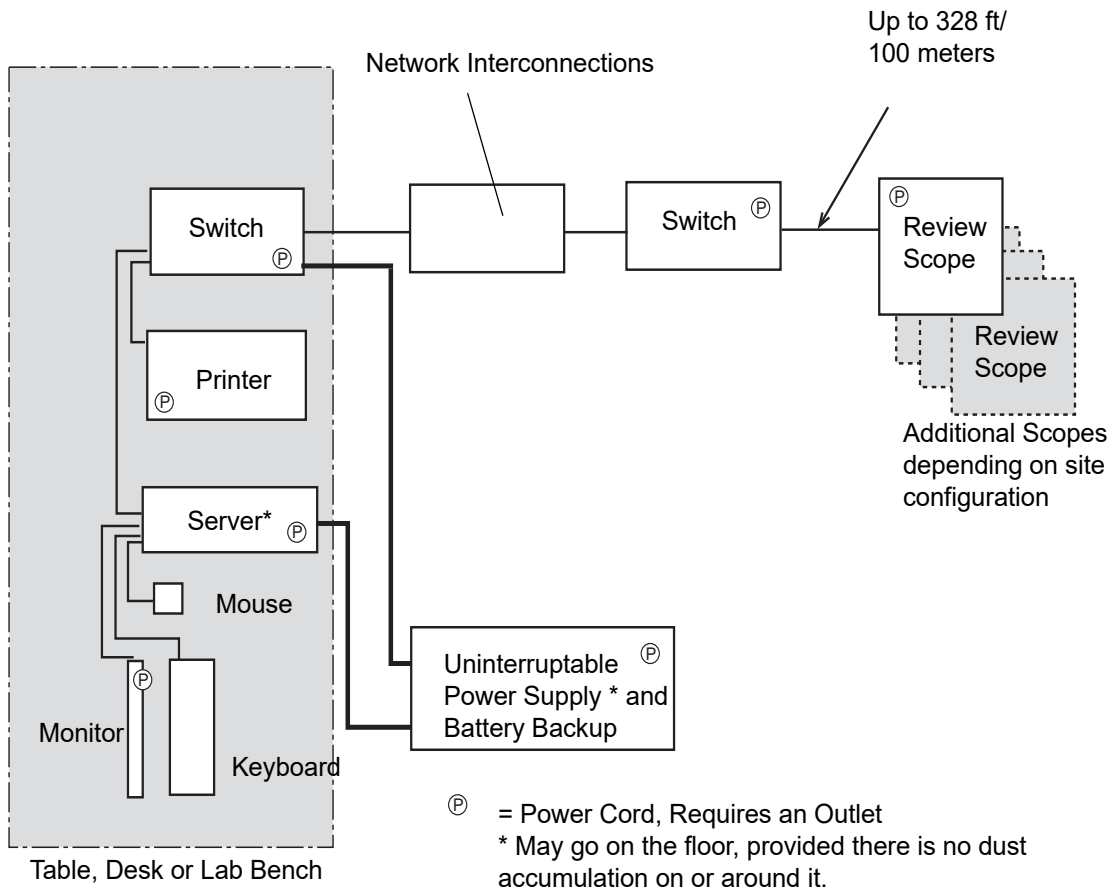 Up to 328 ft/
100 meters
Network Interconnections
Switch
Ⓟ
Switch
Ⓟ
Ⓟ
Review
Scope
Review
Scope
Printer
Ⓟ
Additional Scopes
depending on site
configuration
Server*
Ⓟ
Mouse
Uninterruptable
Ⓟ
Power Supply * and
Battery Backup
Ⓟ
Monitor
Keyboard
Ⓟ = Power Cord, Requires an Outlet
* May go on the floor, provided there is no dust
accumulation on or around it.
Table, Desk or Lab Bench